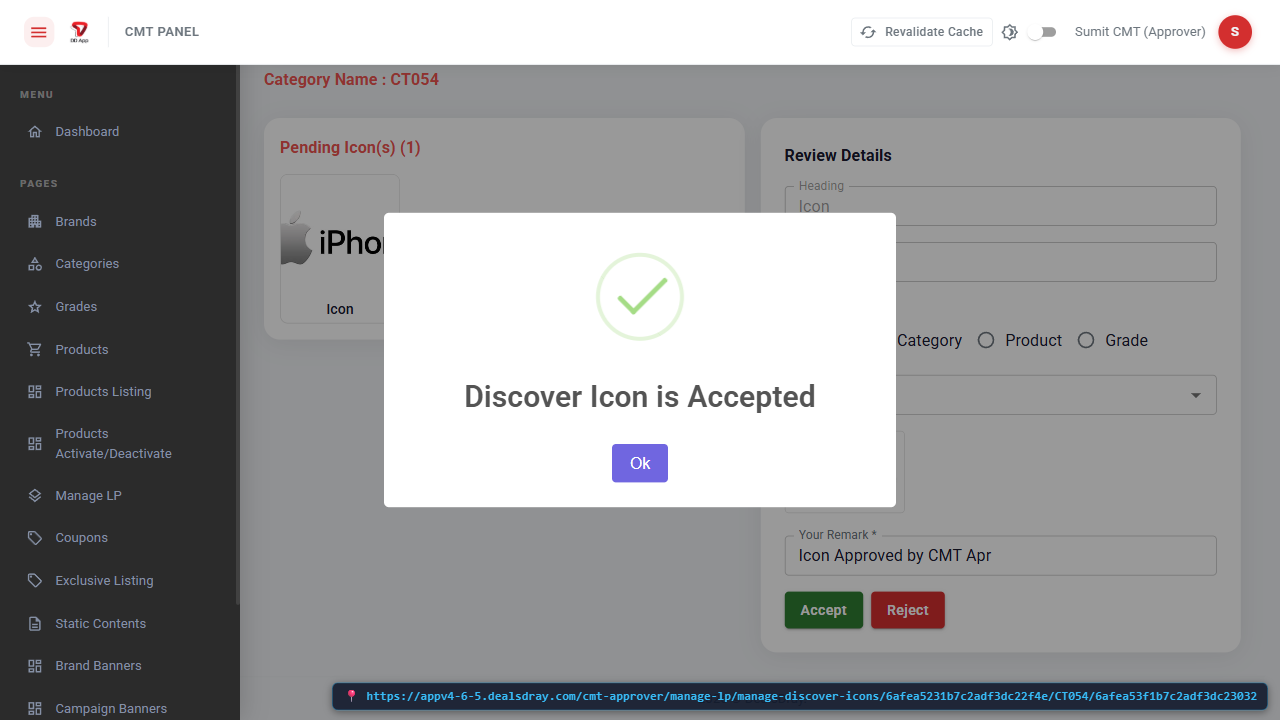 DD App
CMT PANEL
Revalidate Cache
Sumit CMT (Approver)
S
MENU
Dashboard
PAGES
Brands
Categories
Grades
Products
Products Listing
Products
Activate/Deactivate
Manage LP
Coupons
Exclusive Listing
Static Contents
Brand Banners
Campaign Banners
Category Name : CT054
Pending Icon(s) (1)
iPho
Icon
Review Details
Heading
Icon
Category
Product
Grade
Discover Icon is Accepted
Ok
Your Remark *
Icon Approved by CMT Apr
Accept
Reject
https://appv4-6-5.dealsdray.com/cmt-approver/manage-lp/manage-discover-icons/6afea5231b7c2adf3dc22f4e/CT054/6afea53f1b7c2adf3dc23032